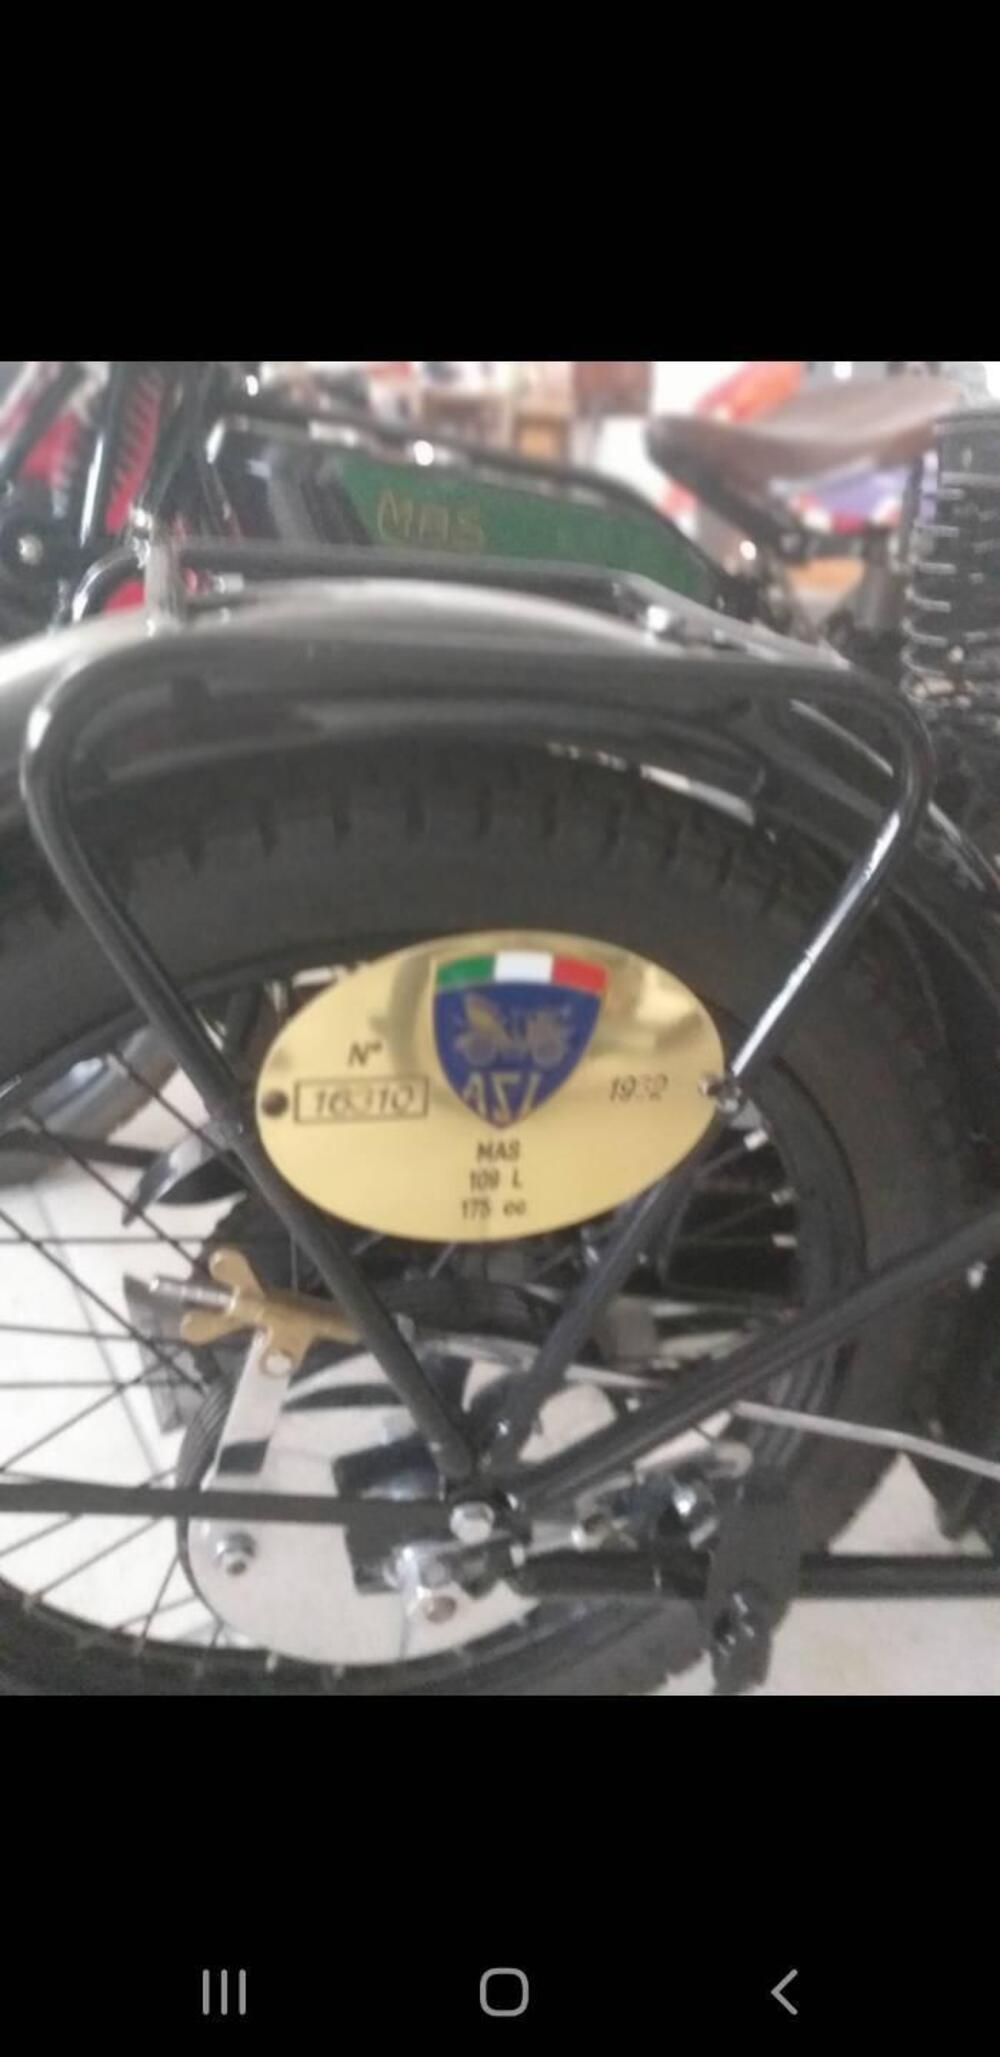 MAS
ASI
N°
16310
1932
MAS
109 L
175 cc